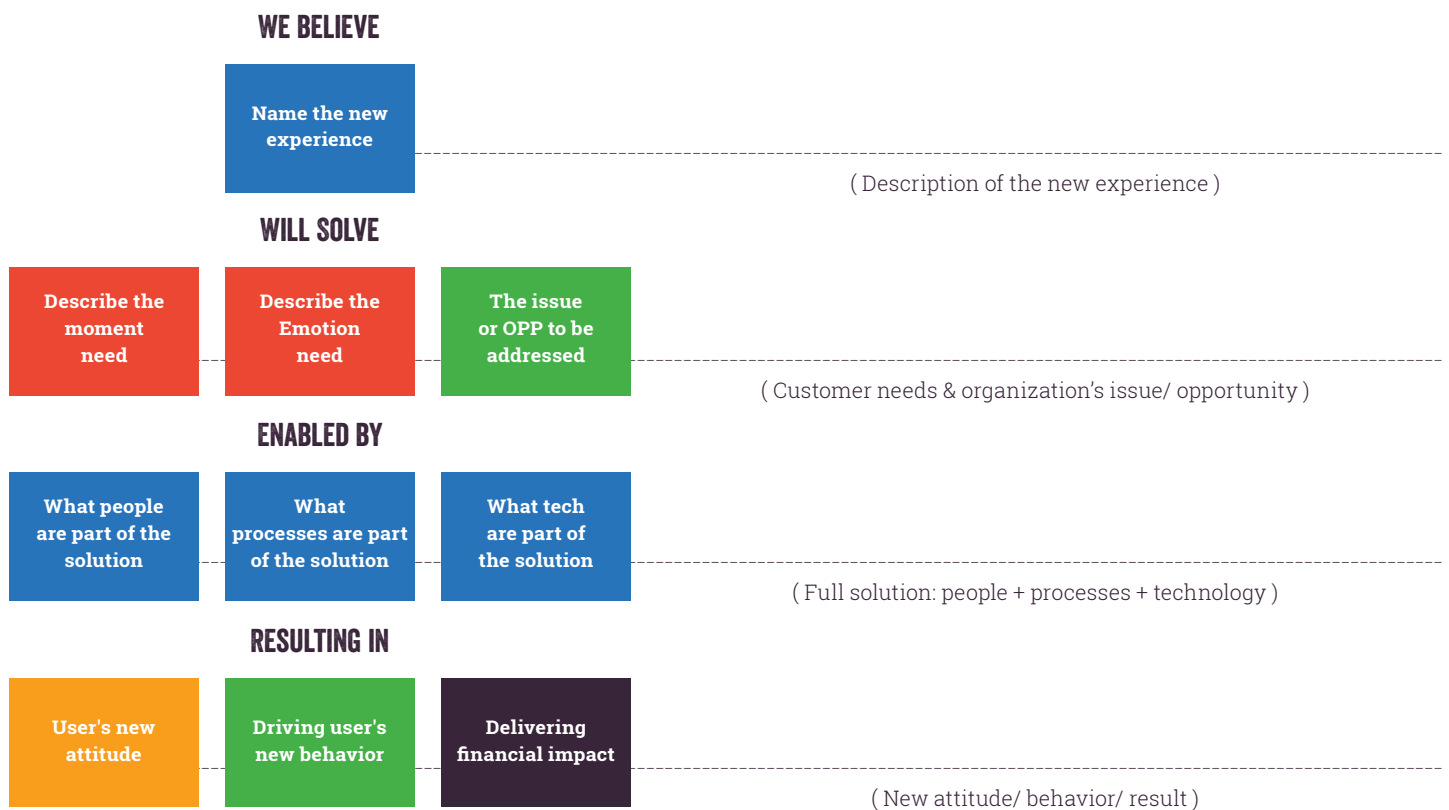 WE BELIEVE
Name the new
experience
( Description of the new experience )
WILL SOLVE
Describe the
moment
need
Describe the
Emotion
need
The issue
or OPP to be
addressed
( Customer needs & organization’s issue/ opportunity )
ENABLED BY
What people
are part of the
solution
What
processes are part
of the solution
What tech
are part of
the solution
( Full solution: people + processes + technology )
RESULTING IN
User's new
attitude
Driving user's
new behavior
Delivering
financial impact
( New attitude/ behavior/ result )